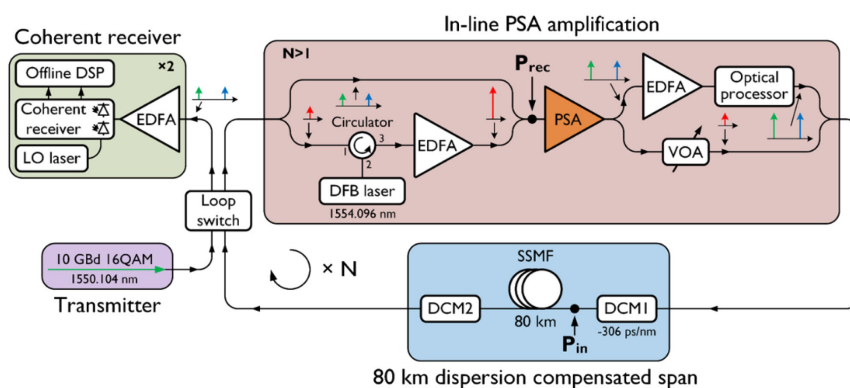 In-line PSA amplification
Coherent receiver
×2
Offline DSP
Coherent
receiver
LO laser
EDFA
N>1
Circulator
1
2
3
DFB laser
1554.096 nm
EDFA
P_rec
PSA
EDFA
Optical
processor
VOA
Loop
switch
10 GBd 16QAM
1550.104 nm
Transmitter
× N
SSMF
80 km
DCM2
P_in
DCM1
-306 ps/nm
80 km dispersion compensated span